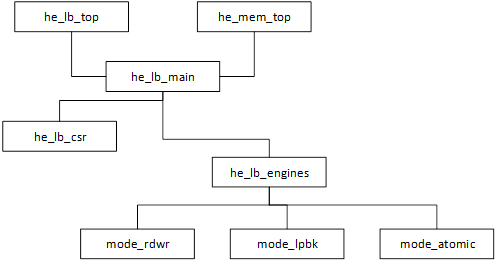 he_lb_top
he_mem_top
he_lb_main
he_lb_csr
he_lb_engines
mode_rdwr
mode_lpbk
mode_atomic